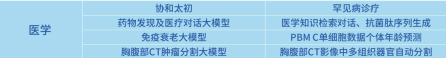 协和太初 罕见病诊疗
医学 药物发现及医疗对话大模型 医学知识检索对话、抗菌肽序列生成
免疫衰老大模型 PBM C单细胞数据个体年龄预测
胸腹部CT肿瘤分割大模型 胸腹部CT影像中多组织器官自动分割